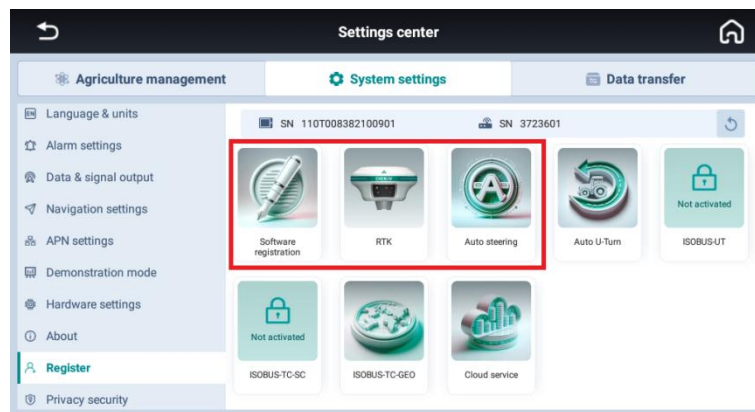 Settings center
Agriculture management
System settings
Data transfer
EN
Language & units
Alarm settings
Data & signal output
Navigation settings
APN settings
Demonstration mode
Hardware settings
About
Register
Privacy security
SN 110T008382100901
SN 3723601
Software
registration
RTK
A
Auto steering
Auto U-Turn
Not activated
ISOBUS-UT
Not activated
ISOBUS-TC-SC
ISOBUS-TC-GEO
Cloud service